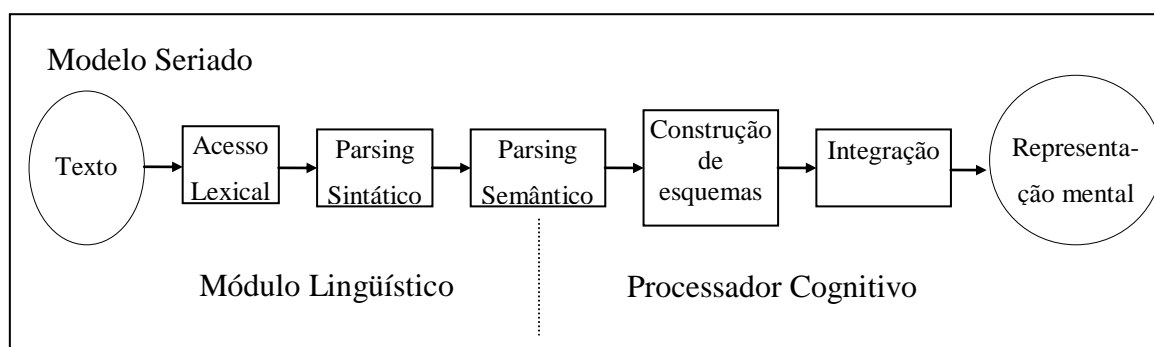 Modelo Seriado
Texto
Acesso
Lexical
Parsing
Sintático
Parsing
Semântico
Construção
de
esquemas
Integração
Representa-
ção mental
Módulo Lingüístico
Processador Cognitivo